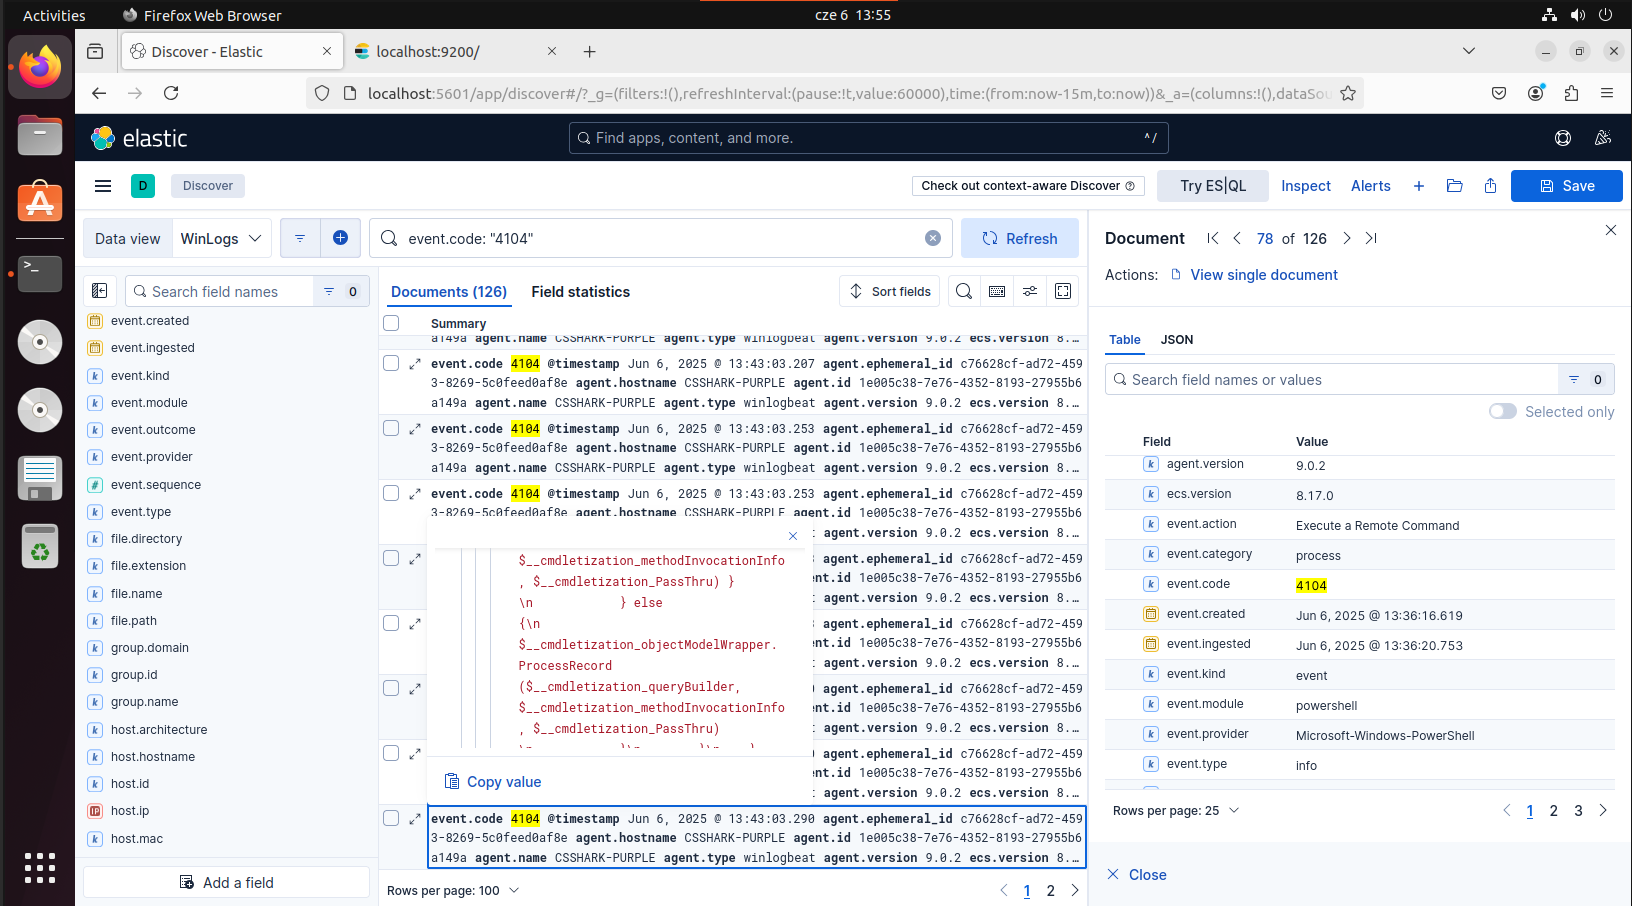 Activities
Firefox Web Browser
cze 6 13:55
Discover - Elastic
localhost:9200/
localhost:5601/app/discover#/?_g=(filters:!(),refreshInterval:(pause:!t,value:60000),time:(from:now-15m,to:now))&_a=(columns:!(),dataSou
elastic
Find apps, content, and more.
^/
D
Discover
Check out context-aware Discover
Try ES|QL
Inspect
Alerts
Save
Data view
WinLogs
event.code: "4104"
Refresh
Search field names
0
event.created
event.ingested
event.kind
event.module
event.outcome
event.provider
event.sequence
event.type
file.directory
file.extension
file.name
file.path
group.domain
group.id
group.name
host.architecture
host.hostname
host.id
host.ip
host.mac
Add a field
Documents (126)
Field statistics
Sort fields
Summary
a149a agent.name CSSHARK-PURPLE agent.type winlogbeat agent.version 9.0.2 ecs.version 8.…
event.code 4104 @timestamp Jun 6, 2025 @ 13:43:03.207 agent.ephemeral_id c76628cf-ad72-459
3-8269-5c0feed0af8e agent.hostname CSSHARK-PURPLE agent.id 1e005c38-7e76-4352-8193-27955b6
a149a agent.name CSSHARK-PURPLE agent.type winlogbeat agent.version 9.0.2 ecs.version 8.…
event.code 4104 @timestamp Jun 6, 2025 @ 13:43:03.253 agent.ephemeral_id c76628cf-ad72-459
3-8269-5c0feed0af8e agent.hostname CSSHARK-PURPLE agent.id 1e005c38-7e76-4352-8193-27955b6
a149a agent.name CSSHARK-PURPLE agent.type winlogbeat agent.version 9.0.2 ecs.version 8.…
event.code 4104 @timestamp Jun 6, 2025 @ 13:43:03.253 agent.ephemeral_id c76628cf-ad72-459
3-8269-5c0feed0af8e agent.hostname CSSHARK-PURPLE agent.id 1e005c38-7e76-4352-8193-27955b6
agent.version 9.0.2 ecs.version 8.…
agent.ephemeral_id c76628cf-ad72-459
ent.id 1e005c38-7e76-4352-8193-27955b6
agent.version 9.0.2 ecs.version 8.…
agent.ephemeral_id c76628cf-ad72-459
ent.id 1e005c38-7e76-4352-8193-27955b6
agent.version 9.0.2 ecs.version 8.…
agent.ephemeral_id c76628cf-ad72-459
ent.id 1e005c38-7e76-4352-8193-27955b6
agent.version 9.0.2 ecs.version 8.…
agent.ephemeral_id c76628cf-ad72-459
ent.id 1e005c38-7e76-4352-8193-27955b6
agent.version 9.0.2 ecs.version 8.…
$__cmdletization_methodInvocationInfo
, $__cmdletization_PassThru) }
\n } else
{\n
$__cmdletization_objectModelWrapper.
ProcessRecord
($__cmdletization_queryBuilder,
$__cmdletization_methodInvocationInfo
, $__cmdletization_PassThru)
Copy value
event.code 4104 @timestamp Jun 6, 2025 @ 13:43:03.290 agent.ephemeral_id c76628cf-ad72-459
3-8269-5c0feed0af8e agent.hostname CSSHARK-PURPLE agent.id 1e005c38-7e76-4352-8193-27955b6
a149a agent.name CSSHARK-PURPLE agent.type winlogbeat agent.version 9.0.2 ecs.version 8.…
Rows per page: 100
1
2
Document
78 of 126
Actions:
View single document
Table
JSON
Search field names or values
0
Selected only
Field Value
agent.version 9.0.2
ecs.version 8.17.0
event.action Execute a Remote Command
event.category process
event.code 4104
event.created Jun 6, 2025 @ 13:36:16.619
event.ingested Jun 6, 2025 @ 13:36:20.753
event.kind event
event.module powershell
event.provider Microsoft-Windows-PowerShell
event.type info
Rows per page: 25
1
2
3
Close